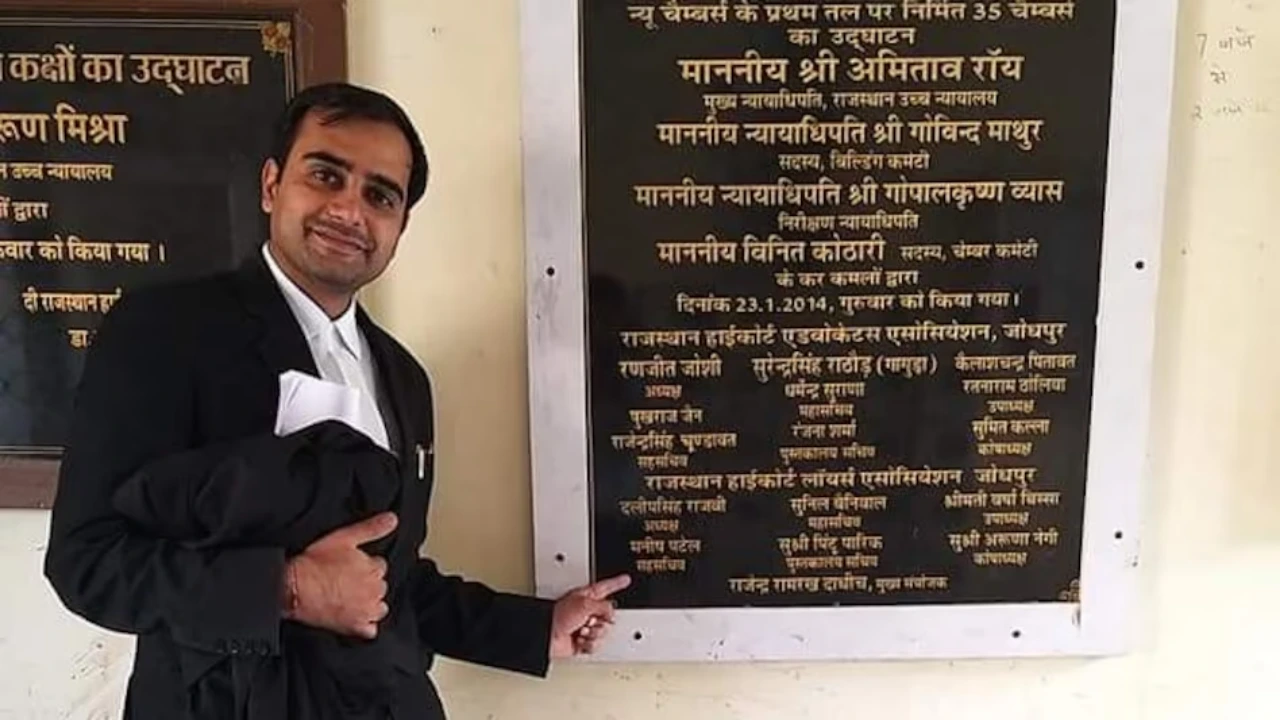 कक्षों का उद्घाटन
रूण मिश्रा
उच्च न्यायालय
द्वारा
वार को किया गया ।
दी राजस्थान हाई
डा.
न्यू चैम्बर्स के प्रथम तल पर निर्मित 35 चैम्बर्स
का उद्घाटन
माननीय श्री अमिताव रॉय
मुख्य न्यायाधिपति, राजस्थान उच्च न्यायालय
माननीय न्यायाधिपति श्री गोविन्द माथुर
सदस्य, बिल्डिंग कमेटी
माननीय न्यायाधिपति श्री गोपालकृष्ण व्यास
निरीक्षण न्यायाधिपति
माननीय विनित कोठारी सदस्य, चेम्बर कमेटी
के कर कमलों द्वारा
दिनांक 23.1.2014, गुरुवार को किया गया।
राजस्थान हाईकोर्ट एडवोकेटस एसोसियेशन, जोधपुर
रणजीत जोशी सुरेन्द्रसिंह राठौड़ (गागुड़ा) कैलाशचन्द्र पितावत
अध्यक्ष धर्मेन्द्र सुराणा रतनाराम ठोलिया
महासचिव उपाध्यक्ष
पुखराज जैन रंजना शर्मा सुमित कल्ला
राजेन्द्रसिंह चूण्डावत पुस्तकालय सचिव कोषाध्यक्ष
सहसचिव
राजस्थान हाईकोर्ट लॉयर्स एसोसियेशन जोधपुर
दलीपसिंह राजवी सुनिल बेनिवाल श्रीमती वर्षा बिस्सा
अध्यक्ष महासचिव उपाध्यक्ष
मनीष पटेल सुश्री पिंटू पारिक सुश्री अरूणा नेगी
सहसचिव पुस्तकालय सचिव कोषाध्यक्ष
राजेन्द्र रामरख दाधीच, मुख्य संयोजक
7 बजे
से